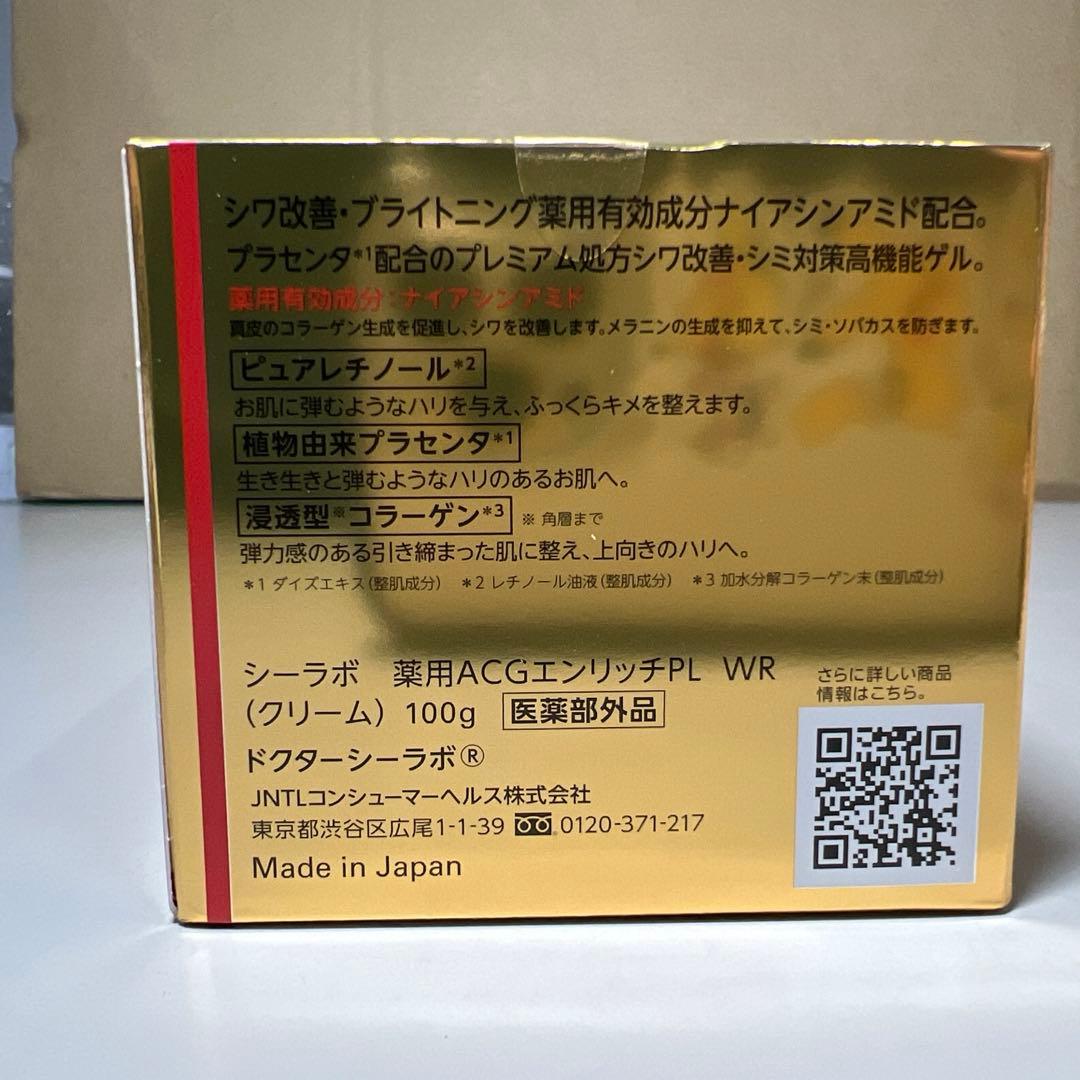 シワ改善・ブライトニング薬用有効成分ナイアシンアミド配合。
プラセンタ*1配合のプレミアム処方シワ改善・シミ対策高機能ゲル。
薬用有効成分：ナイアシンアミド
真皮のコラーゲン生成を促進し、シワを改善します。メラニンの生成を抑えて、シミ・ソバカスを防ぎます。
ピュアレチノール*2
お肌に弾むようなハリを与え、ふっくらキメを整えます。
植物由来プラセンタ*1
生き生きと弾むようなハリのあるお肌へ。
浸透型※コラーゲン*3 ※ 角層まで
弾力感のある引き締まった肌に整え、上向きのハリへ。
*1 ダイズエキス(整肌成分) *2 レチノール油液(整肌成分) *3 加水分解コラーゲン末(整肌成分)
シーラボ 薬用ACGエンリッチPL WR
(クリーム) 100g 医薬部外品
ドクターシーラボ®
JNTLコンシューマーヘルス株式会社
東京都渋谷区広尾1-1-39 0120-371-217
Made in Japan
さらに詳しい商品
情報はこちら。